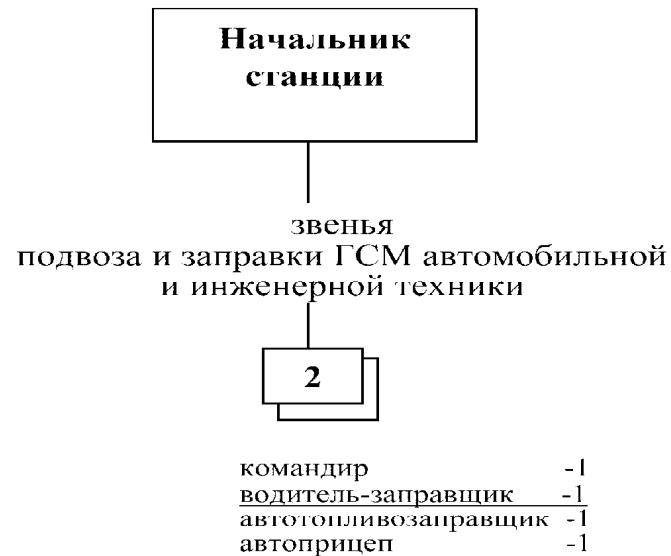 Начальник
станции
звенья
подвоза и заправки ГСМ автомобильной
и инженерной техники
2
командир -1
водитель-заправщик -1
автотопливозаправщик -1
автоприцеп -1